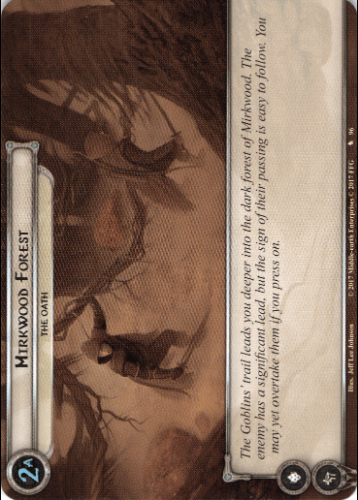 2A
MIRKWOOD FOREST
THE OATH
The Goblins' trail leads you deeper into the dark forest of Mirkwood. The
enemy has a significant lead, but the sign of their passing is easy to follow. You
may yet overtake them if you press on.
Illus. Jeff Lee Johnson © 2017 Middle-earth Enterprises © 2017 FFG 96